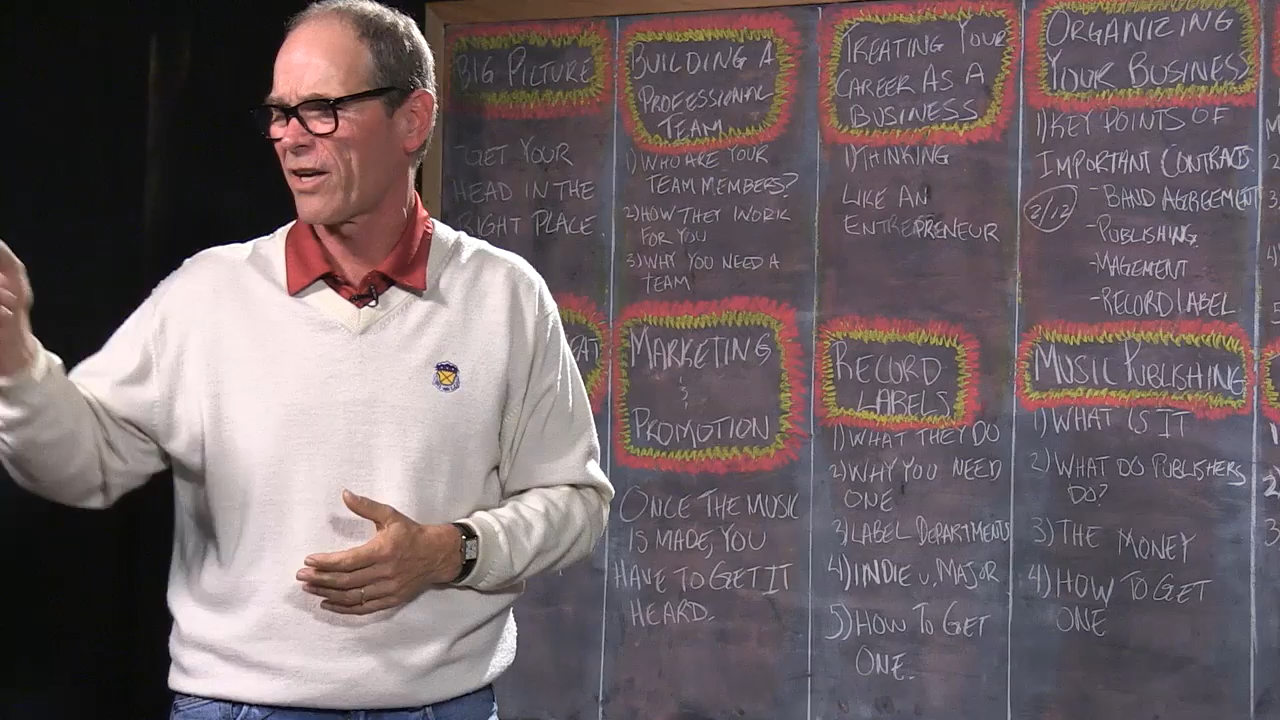 BIG PICTURE
GET YOUR
HEAD IN THE
RIGHT PLACE
BUILDING A
PROFESSIONAL
TEAM
1) WHO ARE YOUR
TEAM MEMBERS?
2) HOW THEY WORK
FOR YOU
3) WHY YOU NEED A
TEAM
TREATING YOUR
CAREER AS A
BUSINESS
1) THINKING
LIKE AN
ENTREPRENEUR
ORGANIZING
YOUR BUSINESS
1) KEY POINTS OF
IMPORTANT CONTRACTS
2/12
- BAND AGREEMENT
- PUBLISHING
- MAGEMENT
- RECORD LABEL
MARKETING
&
PROMOTION
ONCE THE MUSIC
IS MADE, YOU
HAVE TO GET IT
HEARD.
RECORD
LABELS
1) WHAT THEY DO
2) WHY YOU NEED
ONE
3) LABEL DEPARTMENTS
4) INDIE v. MAJOR
5) HOW TO GET
ONE.
MUSIC PUBLISHING
1) WHAT IS IT
2) WHAT DO PUBLISHERS
DO?
3) THE MONEY
4) HOW TO GET
ONE